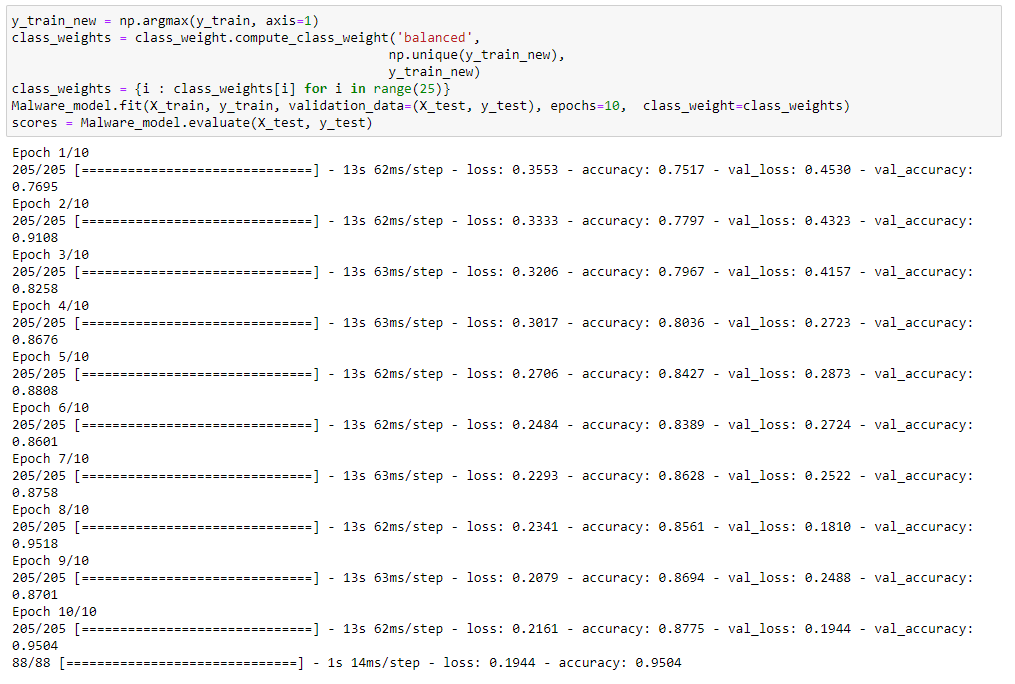 y_train_new = np.argmax(y_train, axis=1)
class_weights = class_weight.compute_class_weight('balanced',
                                                 np.unique(y_train_new),
                                                 y_train_new)
class_weights = {i : class_weights[i] for i in range(25)}
Malware_model.fit(X_train, y_train, validation_data=(X_test, y_test), epochs=10,  class_weight=class_weights)
scores = Malware_model.evaluate(X_test, y_test)
Epoch 1/10
205/205 [==============================] - 13s 62ms/step - loss: 0.3553 - accuracy: 0.7517 - val_loss: 0.4530 - val_accuracy:
0.7695
Epoch 2/10
205/205 [==============================] - 13s 62ms/step - loss: 0.3333 - accuracy: 0.7797 - val_loss: 0.4323 - val_accuracy:
0.9108
Epoch 3/10
205/205 [==============================] - 13s 63ms/step - loss: 0.3206 - accuracy: 0.7967 - val_loss: 0.4157 - val_accuracy:
0.8258
Epoch 4/10
205/205 [==============================] - 13s 63ms/step - loss: 0.3017 - accuracy: 0.8036 - val_loss: 0.2723 - val_accuracy:
0.8676
Epoch 5/10
205/205 [==============================] - 13s 62ms/step - loss: 0.2706 - accuracy: 0.8427 - val_loss: 0.2873 - val_accuracy:
0.8808
Epoch 6/10
205/205 [==============================] - 13s 62ms/step - loss: 0.2484 - accuracy: 0.8389 - val_loss: 0.2724 - val_accuracy:
0.8601
Epoch 7/10
205/205 [==============================] - 13s 63ms/step - loss: 0.2293 - accuracy: 0.8628 - val_loss: 0.2522 - val_accuracy:
0.8758
Epoch 8/10
205/205 [==============================] - 13s 62ms/step - loss: 0.2341 - accuracy: 0.8561 - val_loss: 0.1810 - val_accuracy:
0.9518
Epoch 9/10
205/205 [==============================] - 13s 63ms/step - loss: 0.2079 - accuracy: 0.8694 - val_loss: 0.2488 - val_accuracy:
0.8701
Epoch 10/10
205/205 [==============================] - 13s 62ms/step - loss: 0.2161 - accuracy: 0.8775 - val_loss: 0.1944 - val_accuracy:
0.9504
88/88 [==============================] - 1s 14ms/step - loss: 0.1944 - accuracy: 0.9504